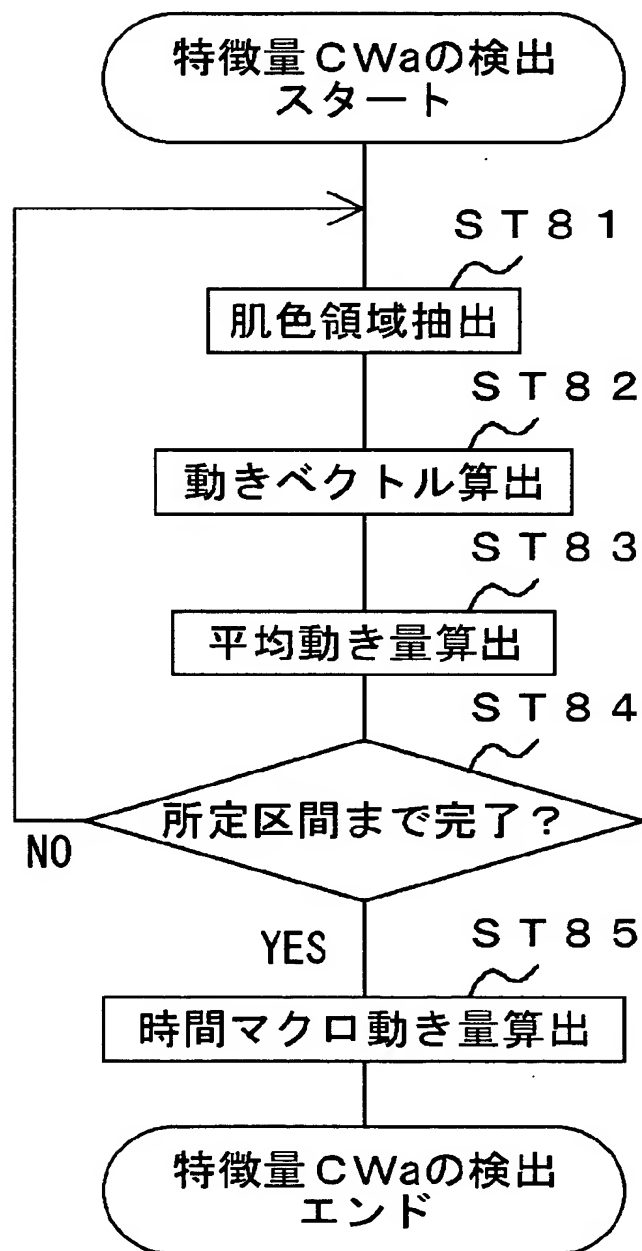 特徴量CWaの検出
スタート
ST81
肌色領域抽出
ST82
動きベクトル算出
ST83
平均動き量算出
ST84
所定区間まで完了？
NO
YES
ST85
時間マクロ動き量算出
特徴量CWaの検出
エンド